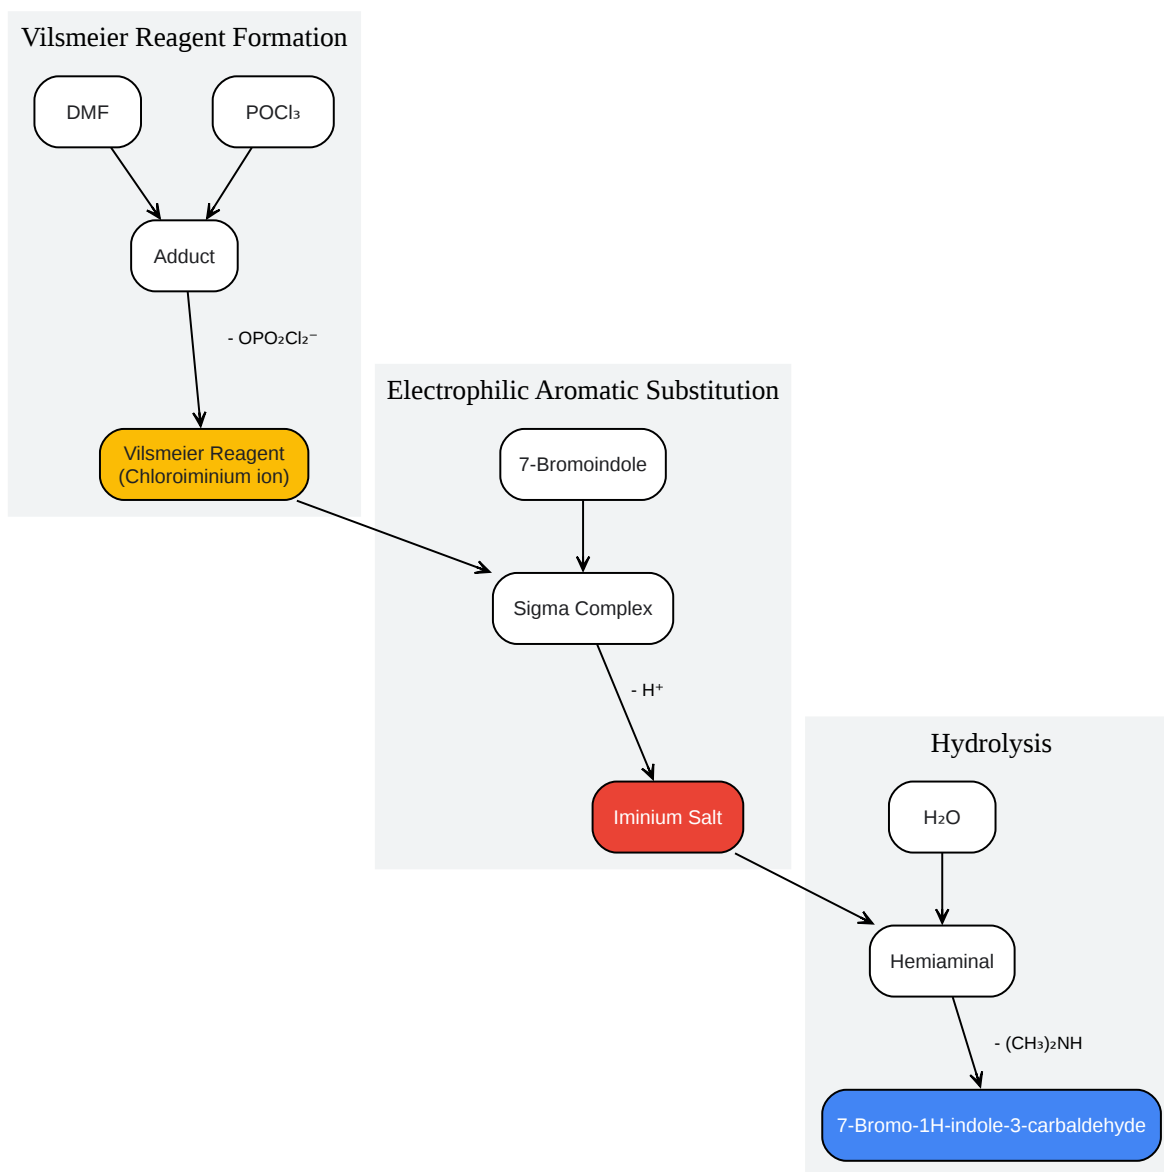 Vilsmeier Reagent Formation
DMF
POCl₃
Adduct
- OPO₂Cl₂⁻
Vilsmeier Reagent
(Chloroiminium ion)
Electrophilic Aromatic Substitution
7-Bromoindole
Sigma Complex
- H⁺
Iminium Salt
Hydrolysis
H₂O
Hemiaminal
- (CH₃)₂NH
7-Bromo-1H-indole-3-carbaldehyde